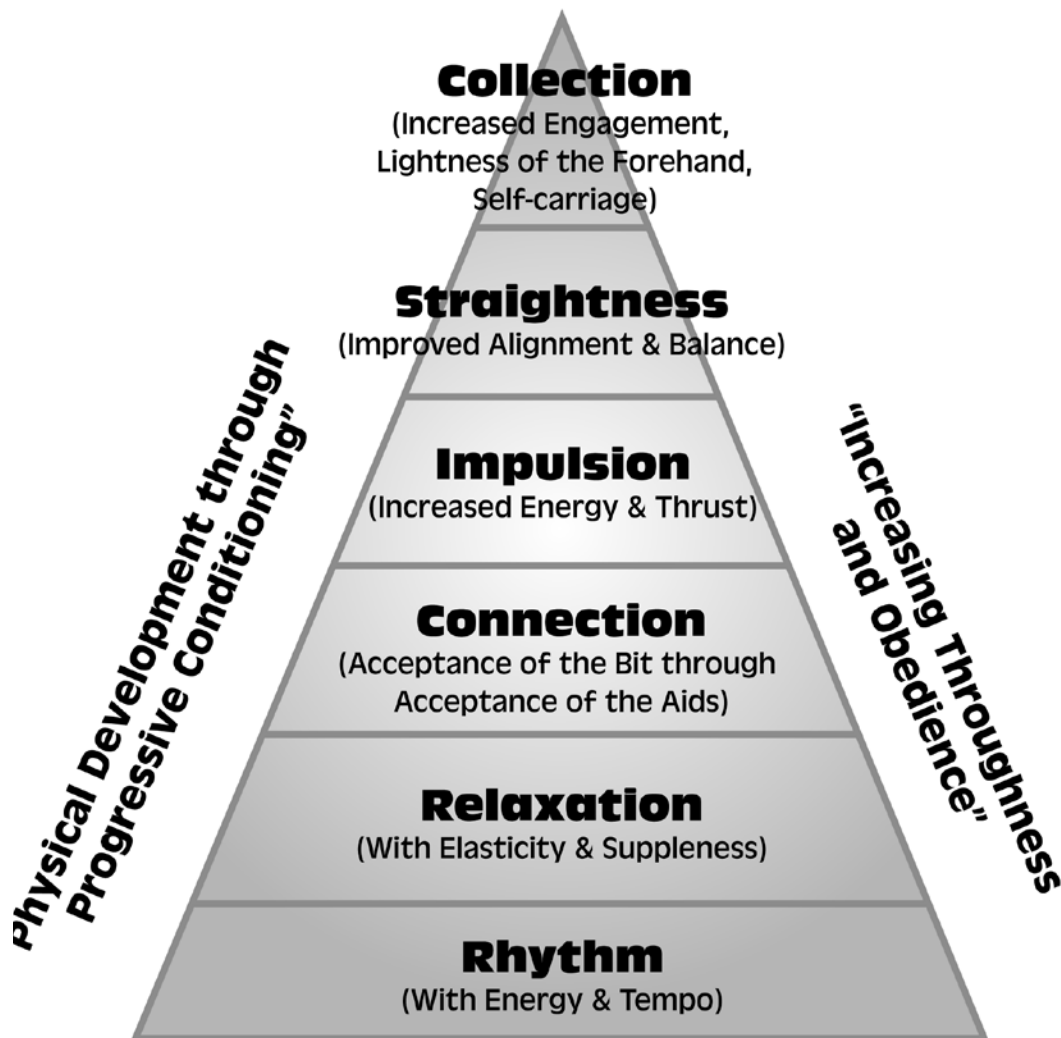 Collection
(Increased Engagement,
Lightness of the Forehand,
Self-carriage)
Straightness
(Improved Alignment & Balance)
Impulsion
(Increased Energy & Thrust)
Connection
(Acceptance of the Bit through
Acceptance of the Aids)
Relaxation
(With Elasticity & Suppleness)
Rhythm
(With Energy & Tempo)
Physical Development through
Progressive Conditioning”
“Increasing Throughness
and Obedience”